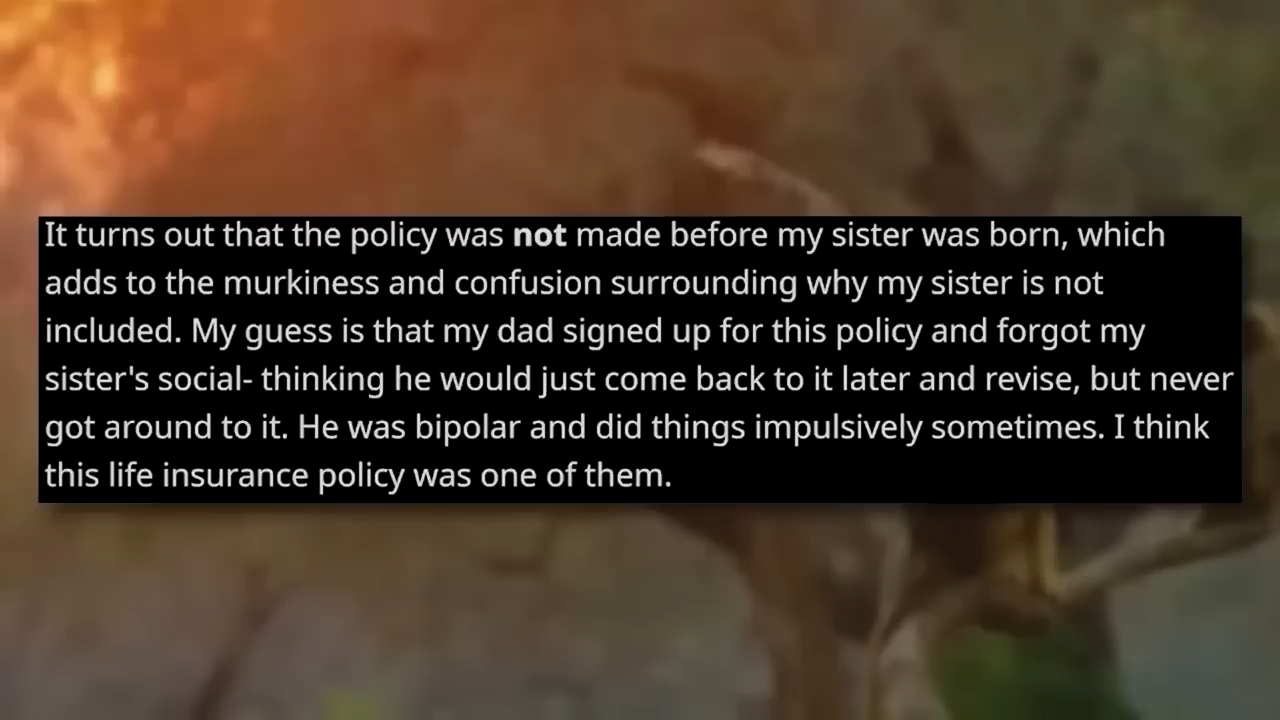 It turns out that the policy was not made before my sister was born, which
adds to the murkiness and confusion surrounding why my sister is not
included. My guess is that my dad signed up for this policy and forgot my
sister's social- thinking he would just come back to it later and revise, but never
got around to it. He was bipolar and did things impulsively sometimes. I think
this life insurance policy was one of them.